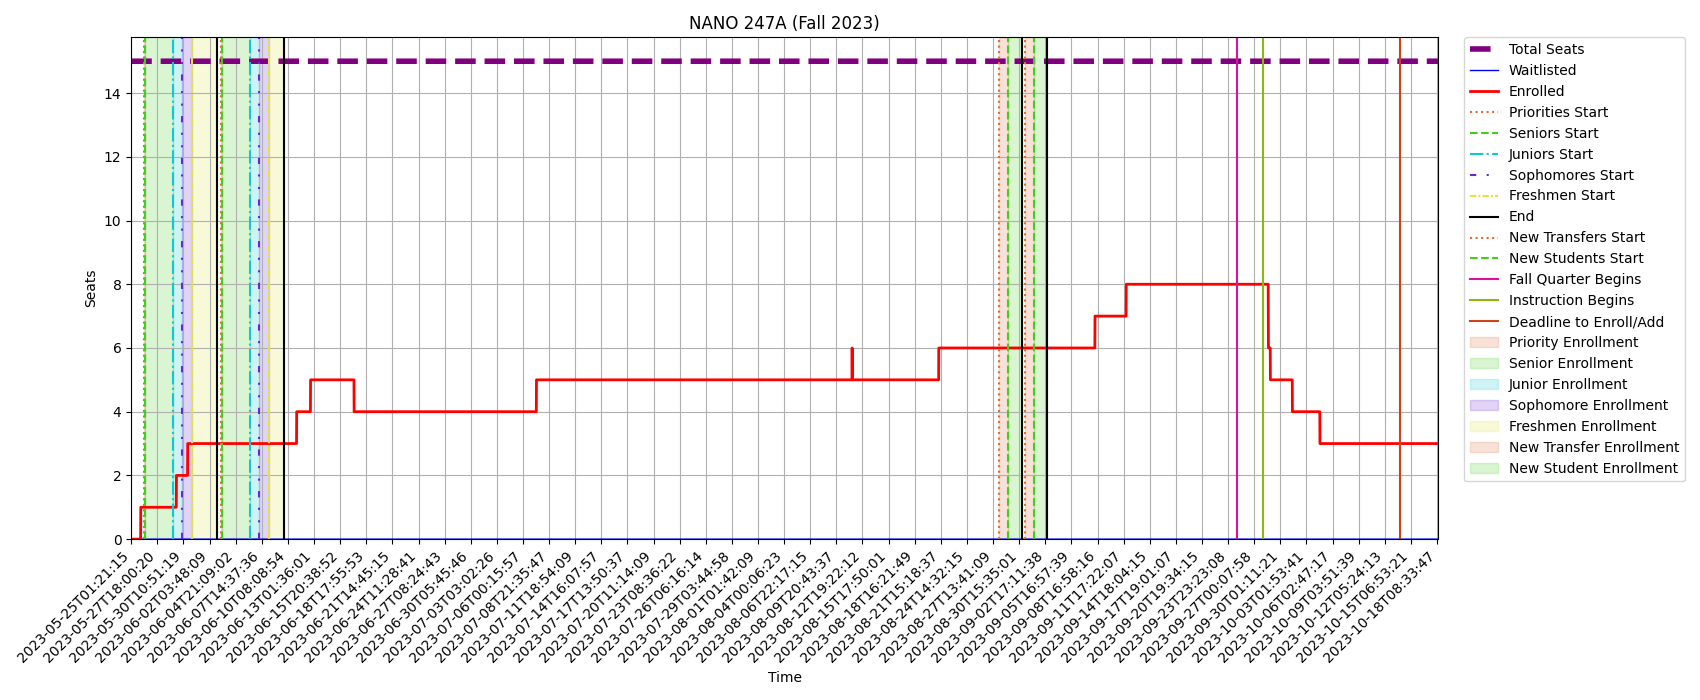 NANO 247A (Fall 2023)
Seats
14
12
10
8
6
4
2
0
2023-05-25T01:21:15
2023-05-27T18:00:20
2023-05-30T10:51:19
2023-06-02T03:48:09
2023-06-04T21:09:02
2023-06-07T14:37:36
2023-06-10T08:08:54
2023-06-13T01:36:01
2023-06-15T20:38:52
2023-06-18T17:55:53
2023-06-21T14:45:15
2023-06-24T11:28:41
2023-06-27T08:24:43
2023-06-30T05:45:46
2023-07-03T03:02:26
2023-07-06T00:15:57
2023-07-08T21:35:47
2023-07-11T18:54:09
2023-07-14T16:07:57
2023-07-17T13:50:37
2023-07-20T11:14:09
2023-07-23T08:36:22
2023-07-26T06:16:14
2023-07-29T03:44:58
2023-08-01T01:42:09
2023-08-04T00:06:23
2023-08-06T22:17:15
2023-08-09T20:43:37
2023-08-12T19:22:12
2023-08-15T17:50:01
2023-08-18T16:21:49
2023-08-21T15:18:37
2023-08-24T14:32:15
2023-08-27T13:41:09
2023-08-30T15:35:01
2023-09-02T17:11:38
2023-09-05T16:57:39
2023-09-08T16:58:16
2023-09-11T17:22:07
2023-09-14T18:04:15
2023-09-17T19:01:07
2023-09-20T19:34:15
2023-09-23T23:23:08
2023-09-27T00:07:58
2023-09-30T01:11:21
2023-10-03T01:53:41
2023-10-06T02:47:17
2023-10-09T03:51:39
2023-10-12T05:24:13
2023-10-15T06:53:21
2023-10-18T08:33:47
Time
Total Seats
Waitlisted
Enrolled
Priorities Start
Seniors Start
Juniors Start
Sophomores Start
Freshmen Start
End
New Transfers Start
New Students Start
Fall Quarter Begins
Instruction Begins
Deadline to Enroll/Add
Priority Enrollment
Senior Enrollment
Junior Enrollment
Sophomore Enrollment
Freshmen Enrollment
New Transfer Enrollment
New Student Enrollment